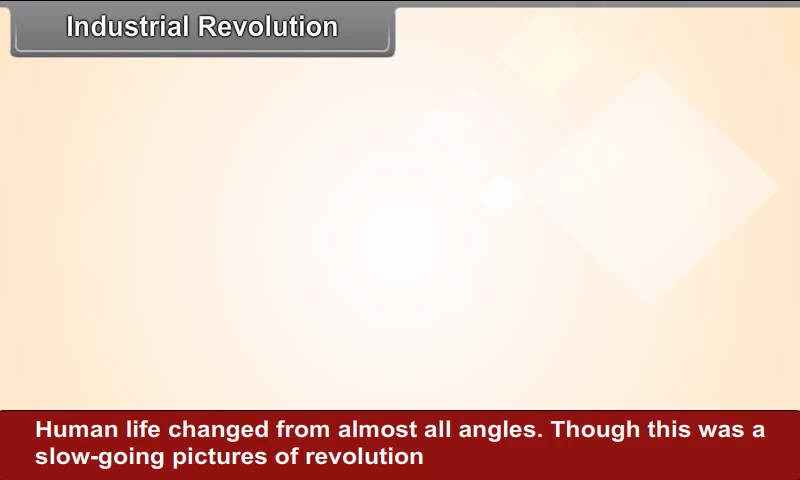 Industrial Revolution
Human life changed from almost all angles. Though this was a
slow-going pictures of revolution